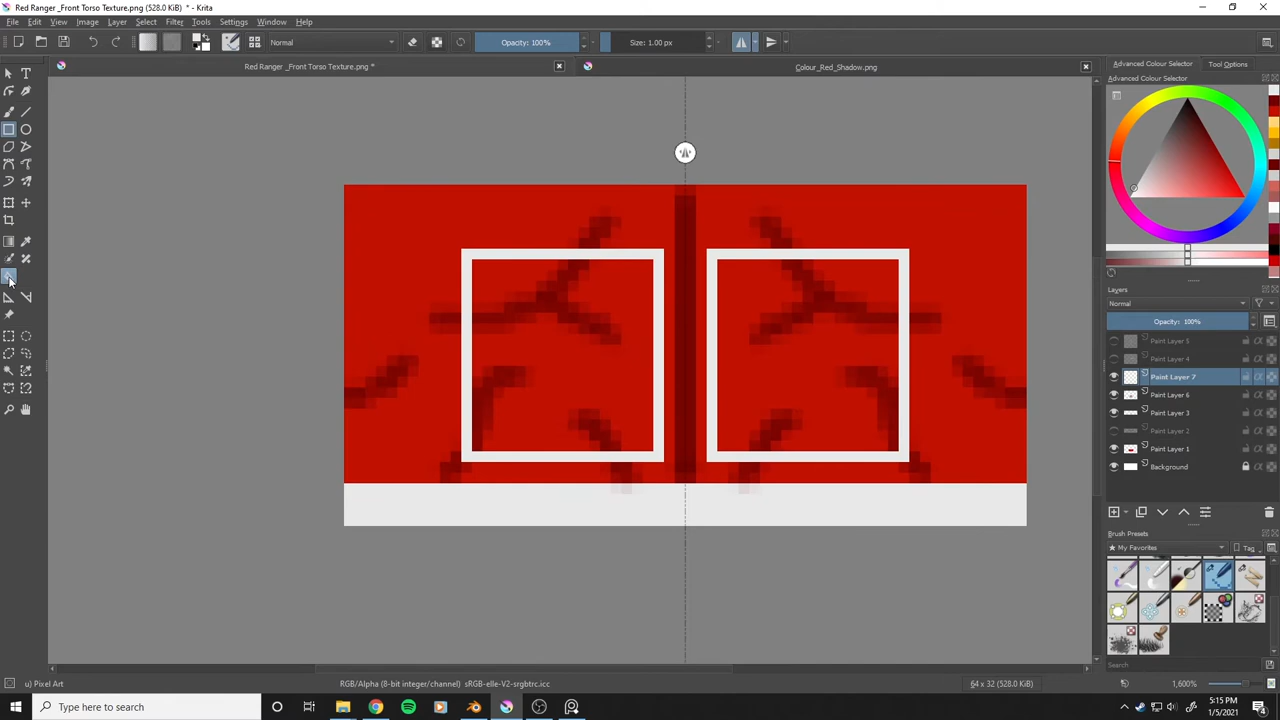 Red Ranger _Front Torso Texture.png (528.0 KiB) * - Krita
File Edit View Image Layer Select Filter Tools Settings Window Help
Normal Opacity: 100% Size: 1.00 px
Red Ranger _Front Torso Texture.png * Colour_Red_Shadow.png
Advanced Colour Selector Tool Options
Advanced Colour Selector
Layers
Normal
Opacity: 100%
Paint Layer 5
Paint Layer 4
Paint Layer 7
Paint Layer 6
Paint Layer 3
Paint Layer 2
Paint Layer 1
Background
Brush Presets
★ My Favorites Tag
Search
u) Pixel Art RGB/Alpha (8-bit integer/channel) sRGB-elle-V2-srgbtrc.icc 64 x 32 (528.0 KiB) 1,600%
Type here to search
5:15 PM
1/5/2021
4